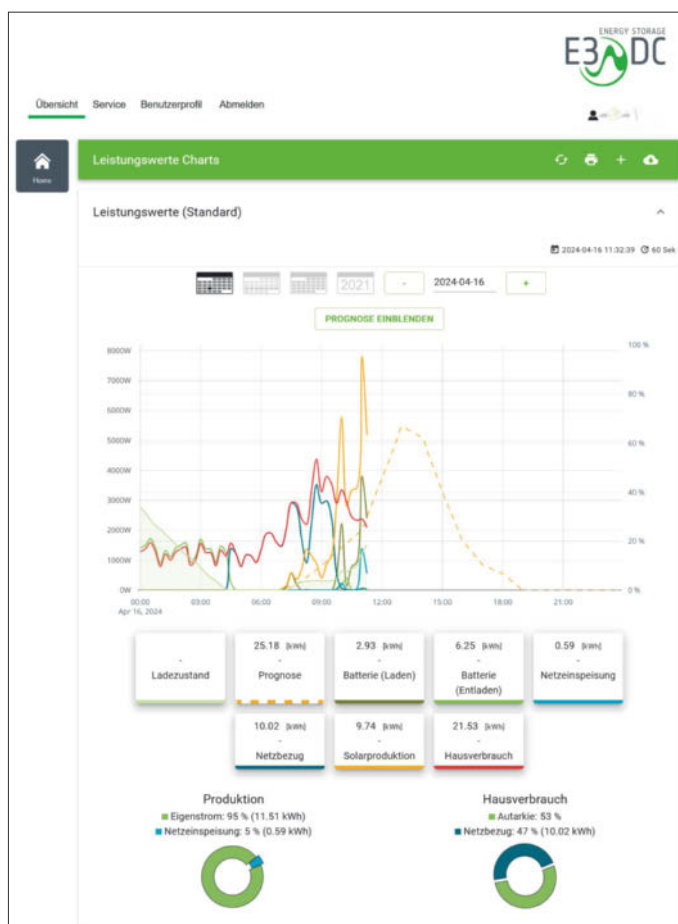 ENERGY STORAGE
E3 DC
Übersicht Service Benutzerprofil Abmelden
Home
Leistungswerte Charts
Leistungswerte (Standard)
2024-04-16 11:32:39 60 Sek
2021 - 2024-04-16 +
PROGNOSE EINBLENDEN
8000W
7000W
6000W
5000W
4000W
3000W
2000W
1000W
0W
100 %
80 %
60 %
40 %
20 %
0 %
00:00 03:00 06:00 09:00 12:00 15:00 18:00 21:00
Apr 16, 2024
-
Ladezustand
25.18 [kWh]
-
Prognose
2.93 [kWh]
-
Batterie (Laden)
6.25 [kWh]
-
Batterie
(Entladen)
0.59 [kWh]
-
Netzeinspeisung
10.02 [kWh]
-
Netzbezug
9.74 [kWh]
-
Solarproduktion
21.53 [kWh]
-
Hausverbrauch
Produktion
Eigenstrom: 95 % (11.51 kWh)
Netzeinspeisung: 5 % (0.59 kWh)
Hausverbrauch
Autarkie: 53 %
Netzbezug: 47 % (10.02 kWh)